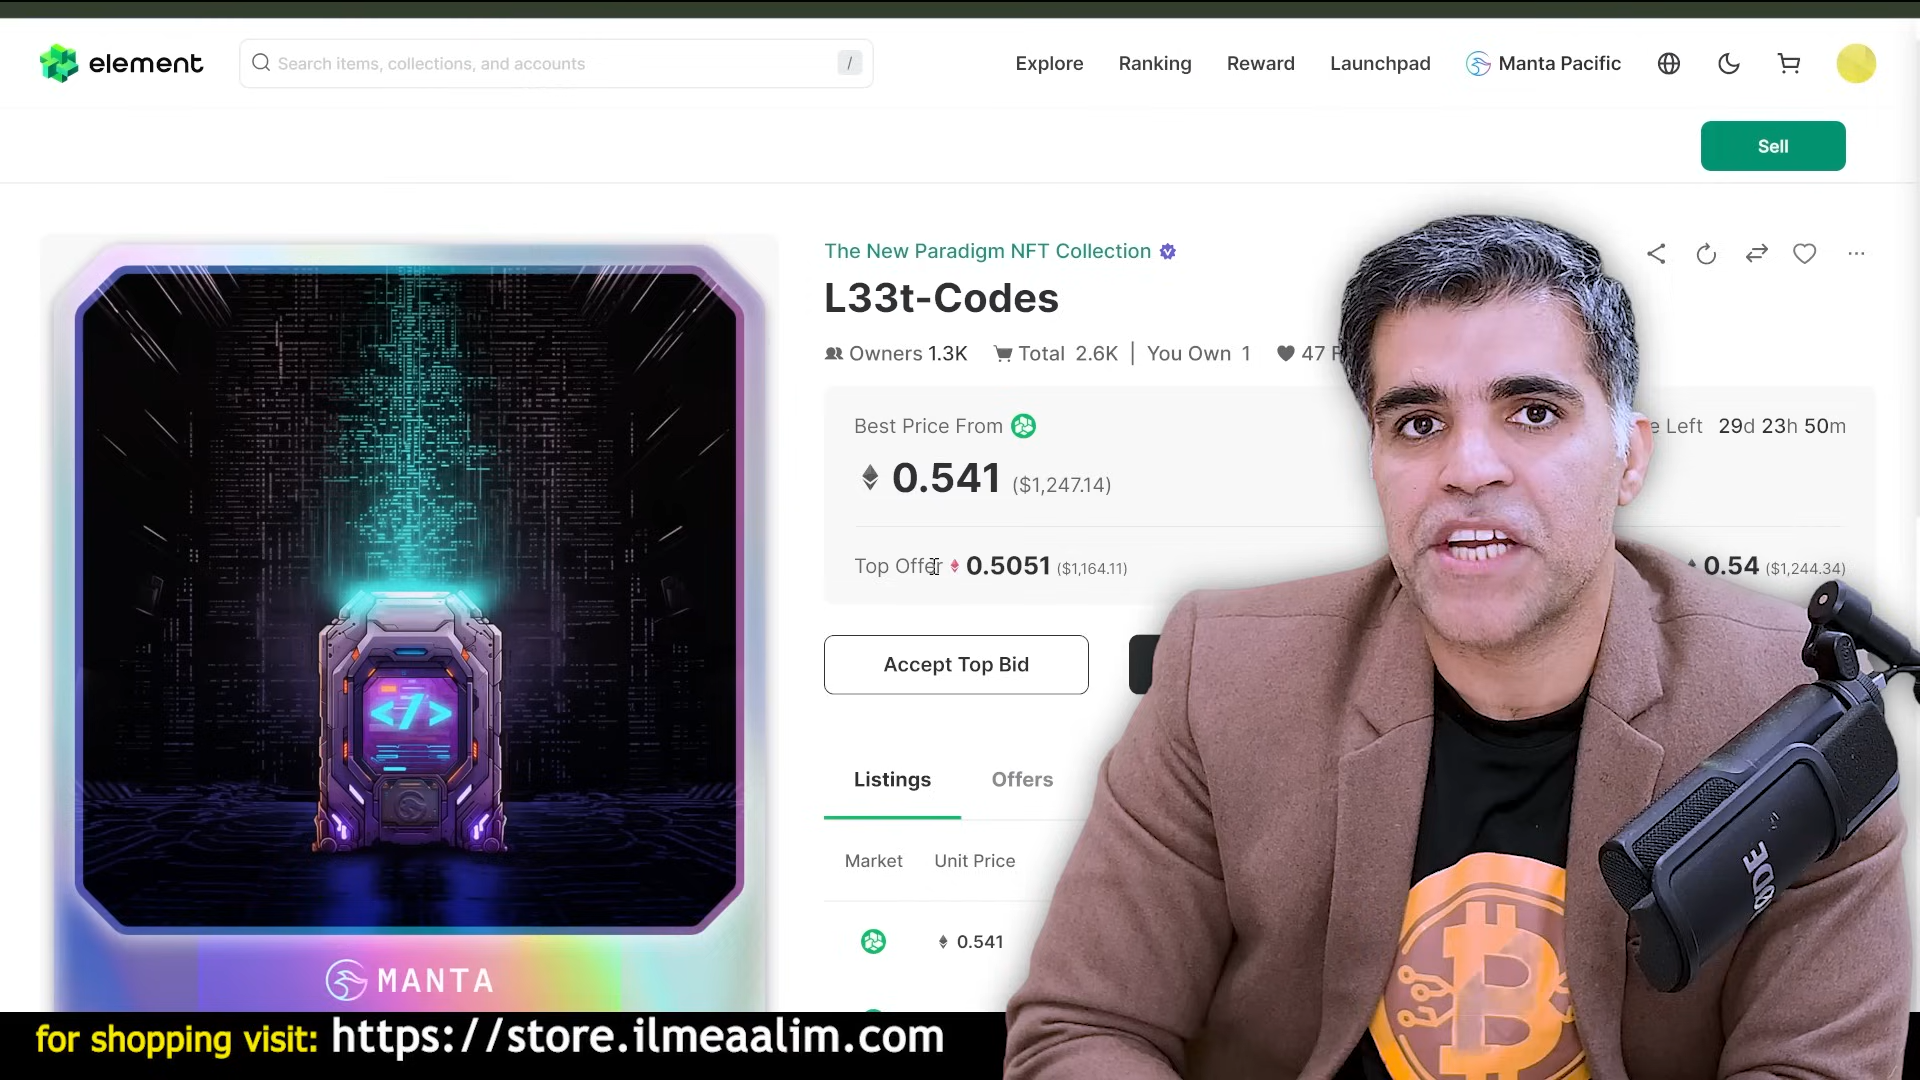 element
Search items, collections, and accounts
/
Explore
Ranking
Reward
Launchpad
Manta Pacific
Sell
The New Paradigm NFT Collection
L33t-Codes
Owners 1.3K
Total 2.6K | You Own 1
47 F
Best Price From
e Left 29d 23h 50m
0.541 ($1,247.14)
Top Offer 0.5051 ($1,164.11)
0.54 ($1,244.34)
Accept Top Bid
Listings
Offers
Market
Unit Price
0.541
</>
MANTA
for shopping visit: https://store.ilmeaalim.com